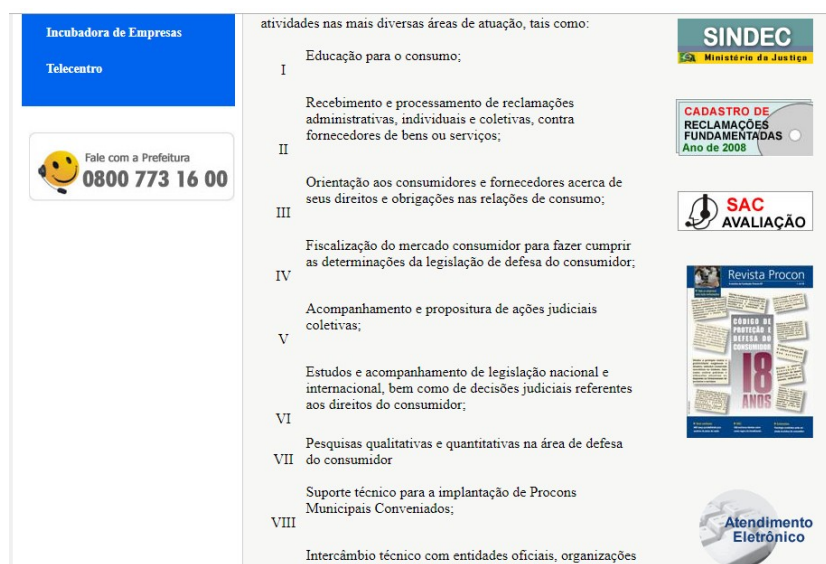 Incubadora de Empresas
Telecentro
Fale com a Prefeitura
0800 773 16 00
atividades nas mais diversas áreas de atuação, tais como:
I
Educação para o consumo;
II
Recebimento e processamento de reclamações
administrativas, individuais e coletivas, contra
fornecedores de bens ou serviços;
III
Orientação aos consumidores e fornecedores acerca de
seus direitos e obrigações nas relações de consumo;
IV
Fiscalização do mercado consumidor para fazer cumprir
as determinações da legislação de defesa do consumidor;
V
Acompanhamento e propositura de ações judiciais
coletivas;
VI
Estudos e acompanhamento de legislação nacional e
internacional, bem como de decisões judiciais referentes
aos direitos do consumidor;
VII
Pesquisas qualitativas e quantitativas na área de defesa
do consumidor
VIII
Suporte técnico para a implantação de Procons
Municipais Conveniados;
Intercâmbio técnico com entidades oficiais, organizações
SINDEC
Ministério da Justiça
CADASTRO DE
RECLAMAÇÕES
FUNDAMENTADAS
Ano de 2008
SAC
AVALIAÇÃO
Revista Procon
CÓDIGO DE
PROTEÇÃO E
DEFESA DO
CONSUMIDOR
18
ANOS
Atendimento
Eletrônico